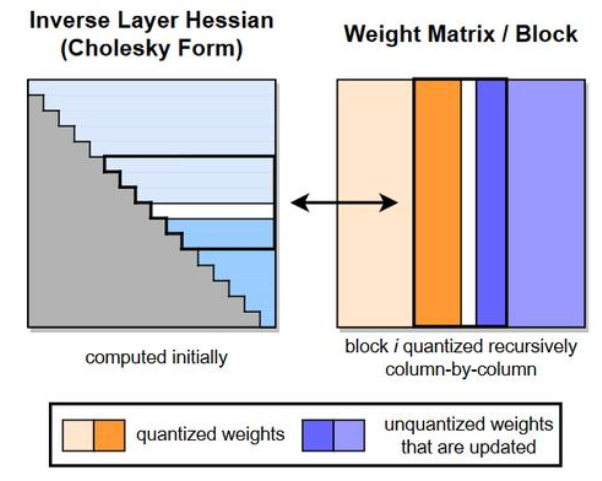 Inverse Layer Hessian
(Cholesky Form)
Weight Matrix / Block
computed initially
block i quantized recursively
column-by-column
quantized weights
unquantized weights
that are updated